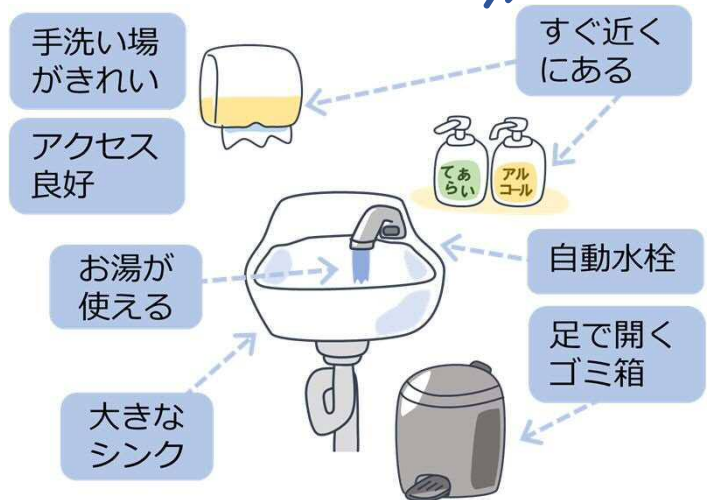 手洗い場
がきれい
すぐ近く
にある
アクセス
良好
てあ
らい
アル
コール
お湯が
使える
自動水栓
足で開く
ゴミ箱
大きな
シンク